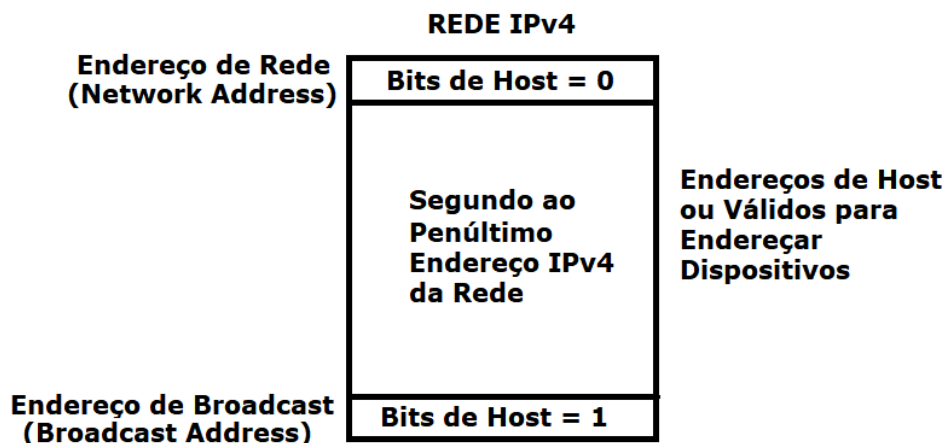 REDE IPv4
Endereço de Rede
(Network Address)
Bits de Host = 0
Segundo ao
Penúltimo
Endereço IPv4
da Rede
Endereços de Host
ou Válidos para
Endereçar
Dispositivos
Endereço de Broadcast
(Broadcast Address)
Bits de Host = 1